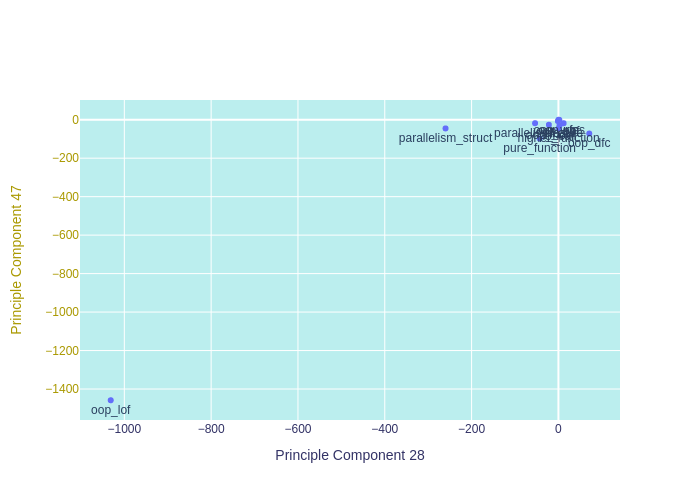 0
−200
−400
−600
−800
−1000
−1200
−1400
Principle Component 47
parallelism_struct
pure_function
oop_dfc
oop_lof
−1000
−800
−600
−400
−200
0
Principle Component 28